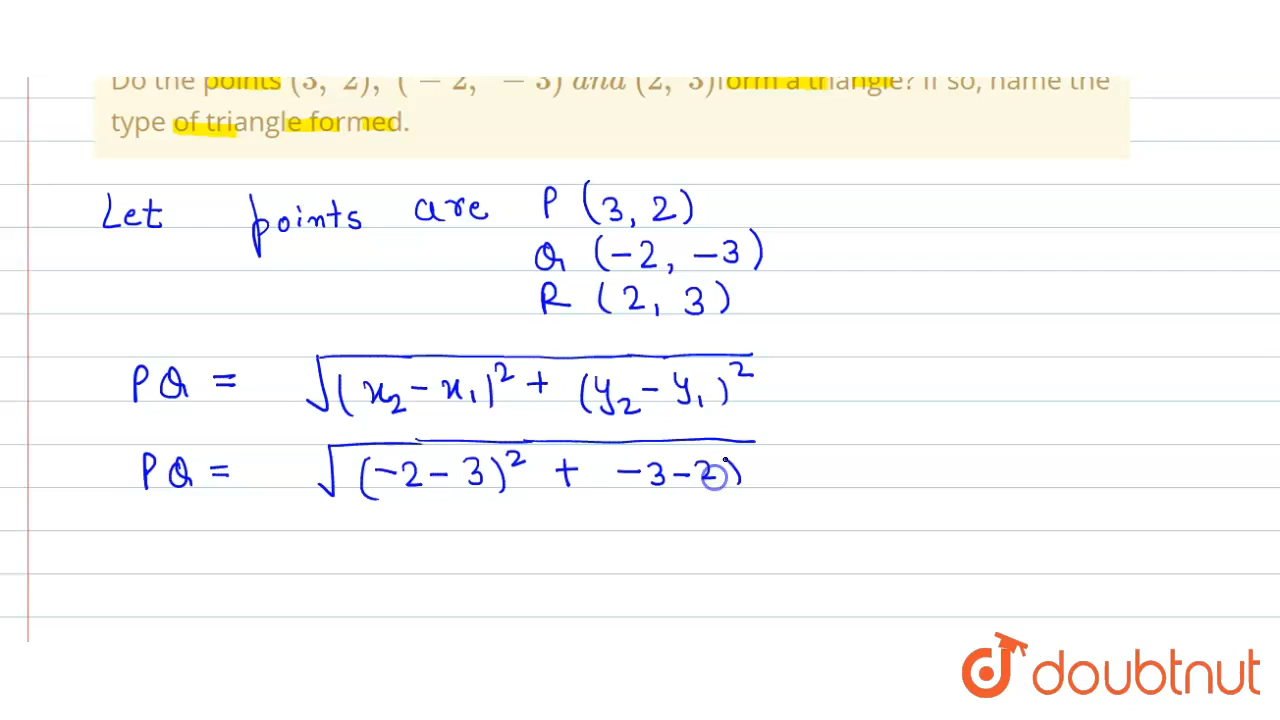 Do the points (3, 2), (−2, −3) and (2, 3) form a triangle? If so, name the
type of triangle formed.
Let points are P (3, 2)
Q (−2, −3)
R (2, 3)
PQ = √(x₂ − x₁)² + (y₂ − y₁)²
PQ = √(−2 − 3)² + −3−2)
doubtnut